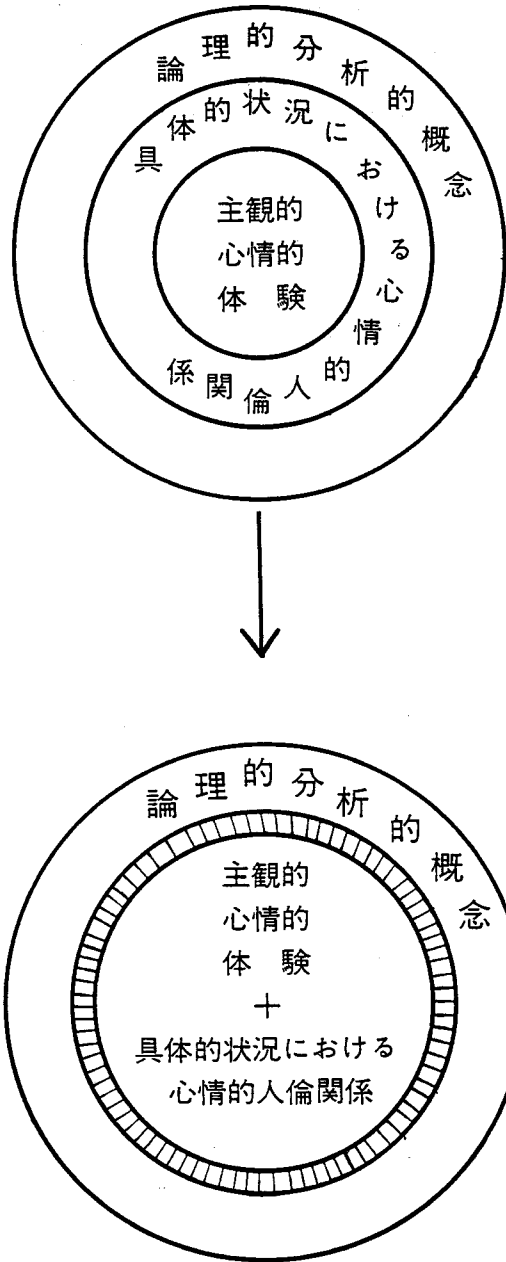 論理的分析的概念
具体的状況における心情的人倫関係
主観的
心情的
体　験
論理的分析的概念
主観的
心情的
体　験
＋
具体的状況における
心情的人倫関係